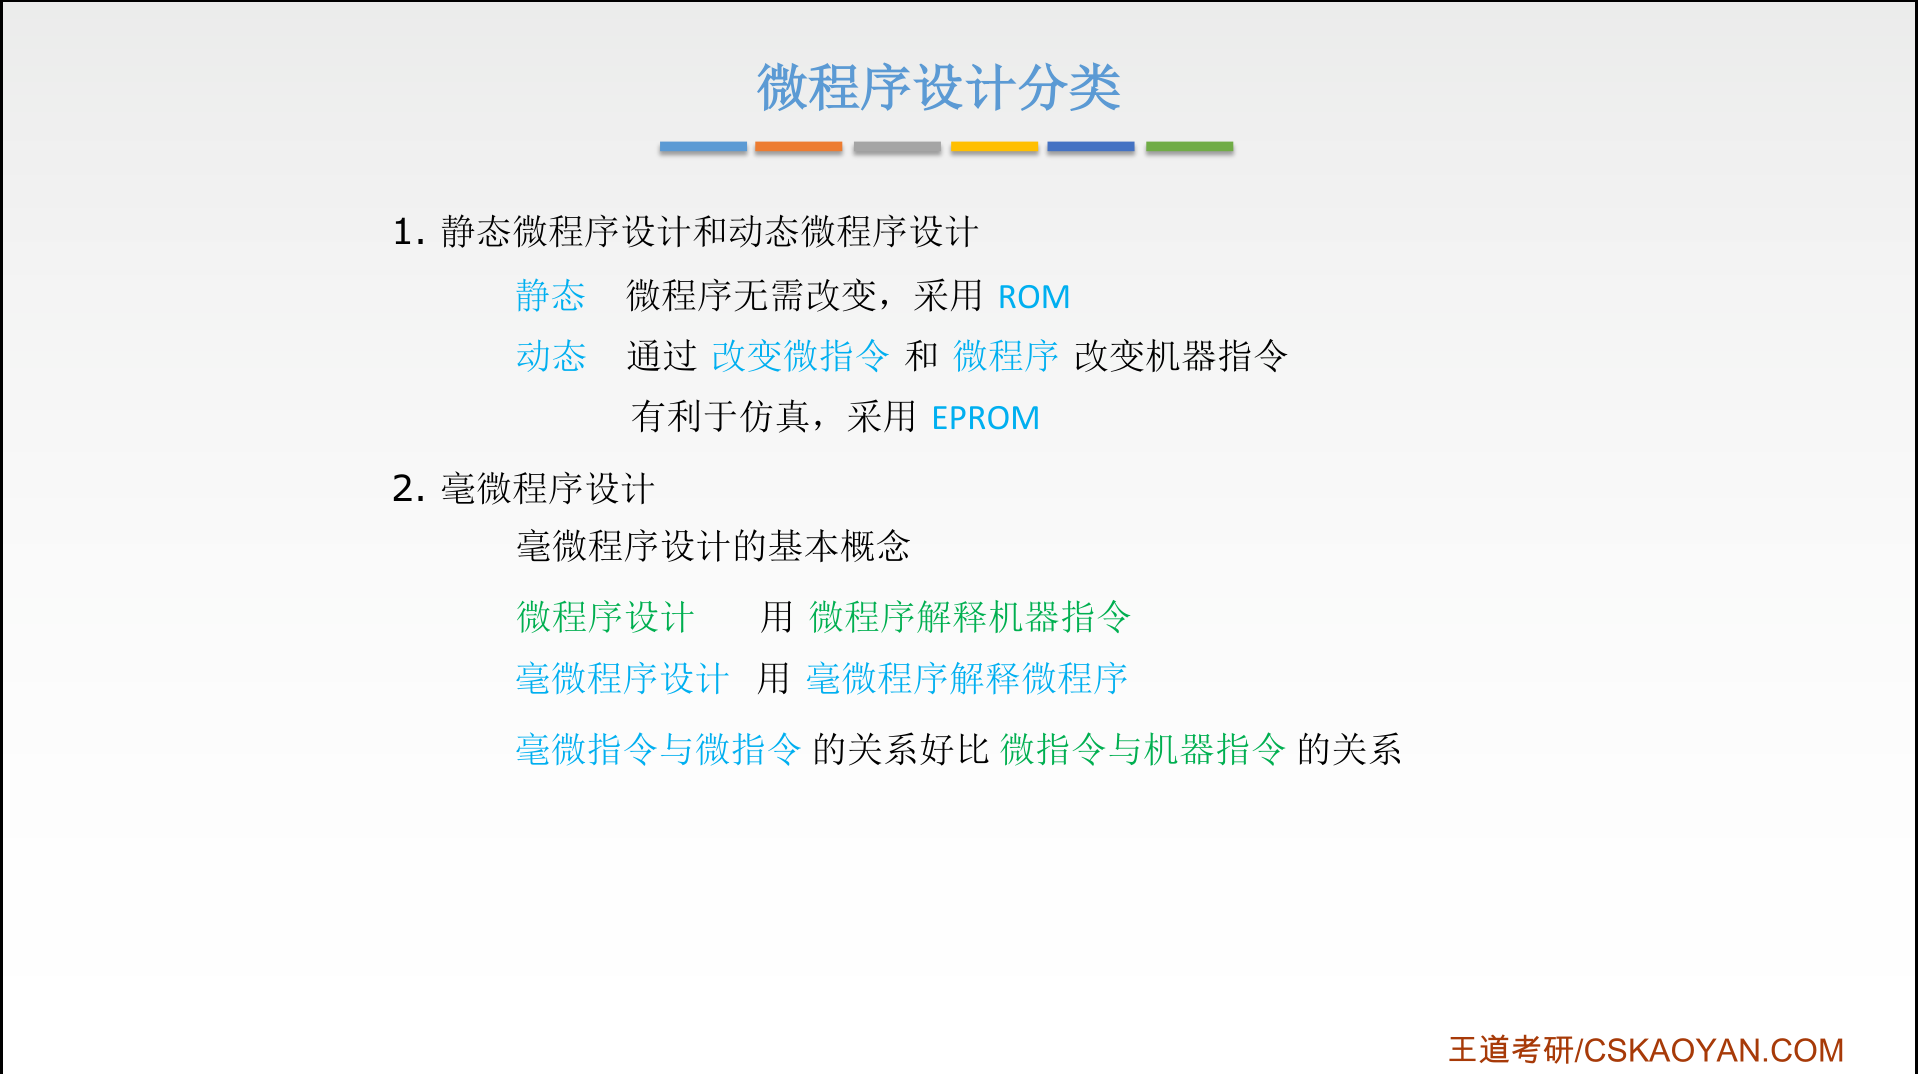 微程序设计分类
1. 静态微程序设计和动态微程序设计
静态 微程序无需改变，采用 ROM
动态 通过 改变微指令 和 微程序 改变机器指令
有利于仿真，采用 EPROM
2. 毫微程序设计
毫微程序设计的基本概念
微程序设计 用 微程序解释机器指令
毫微程序设计 用 毫微程序解释微程序
毫微指令与微指令 的关系好比 微指令与机器指令 的关系
王道考研/CSKAOYAN.COM